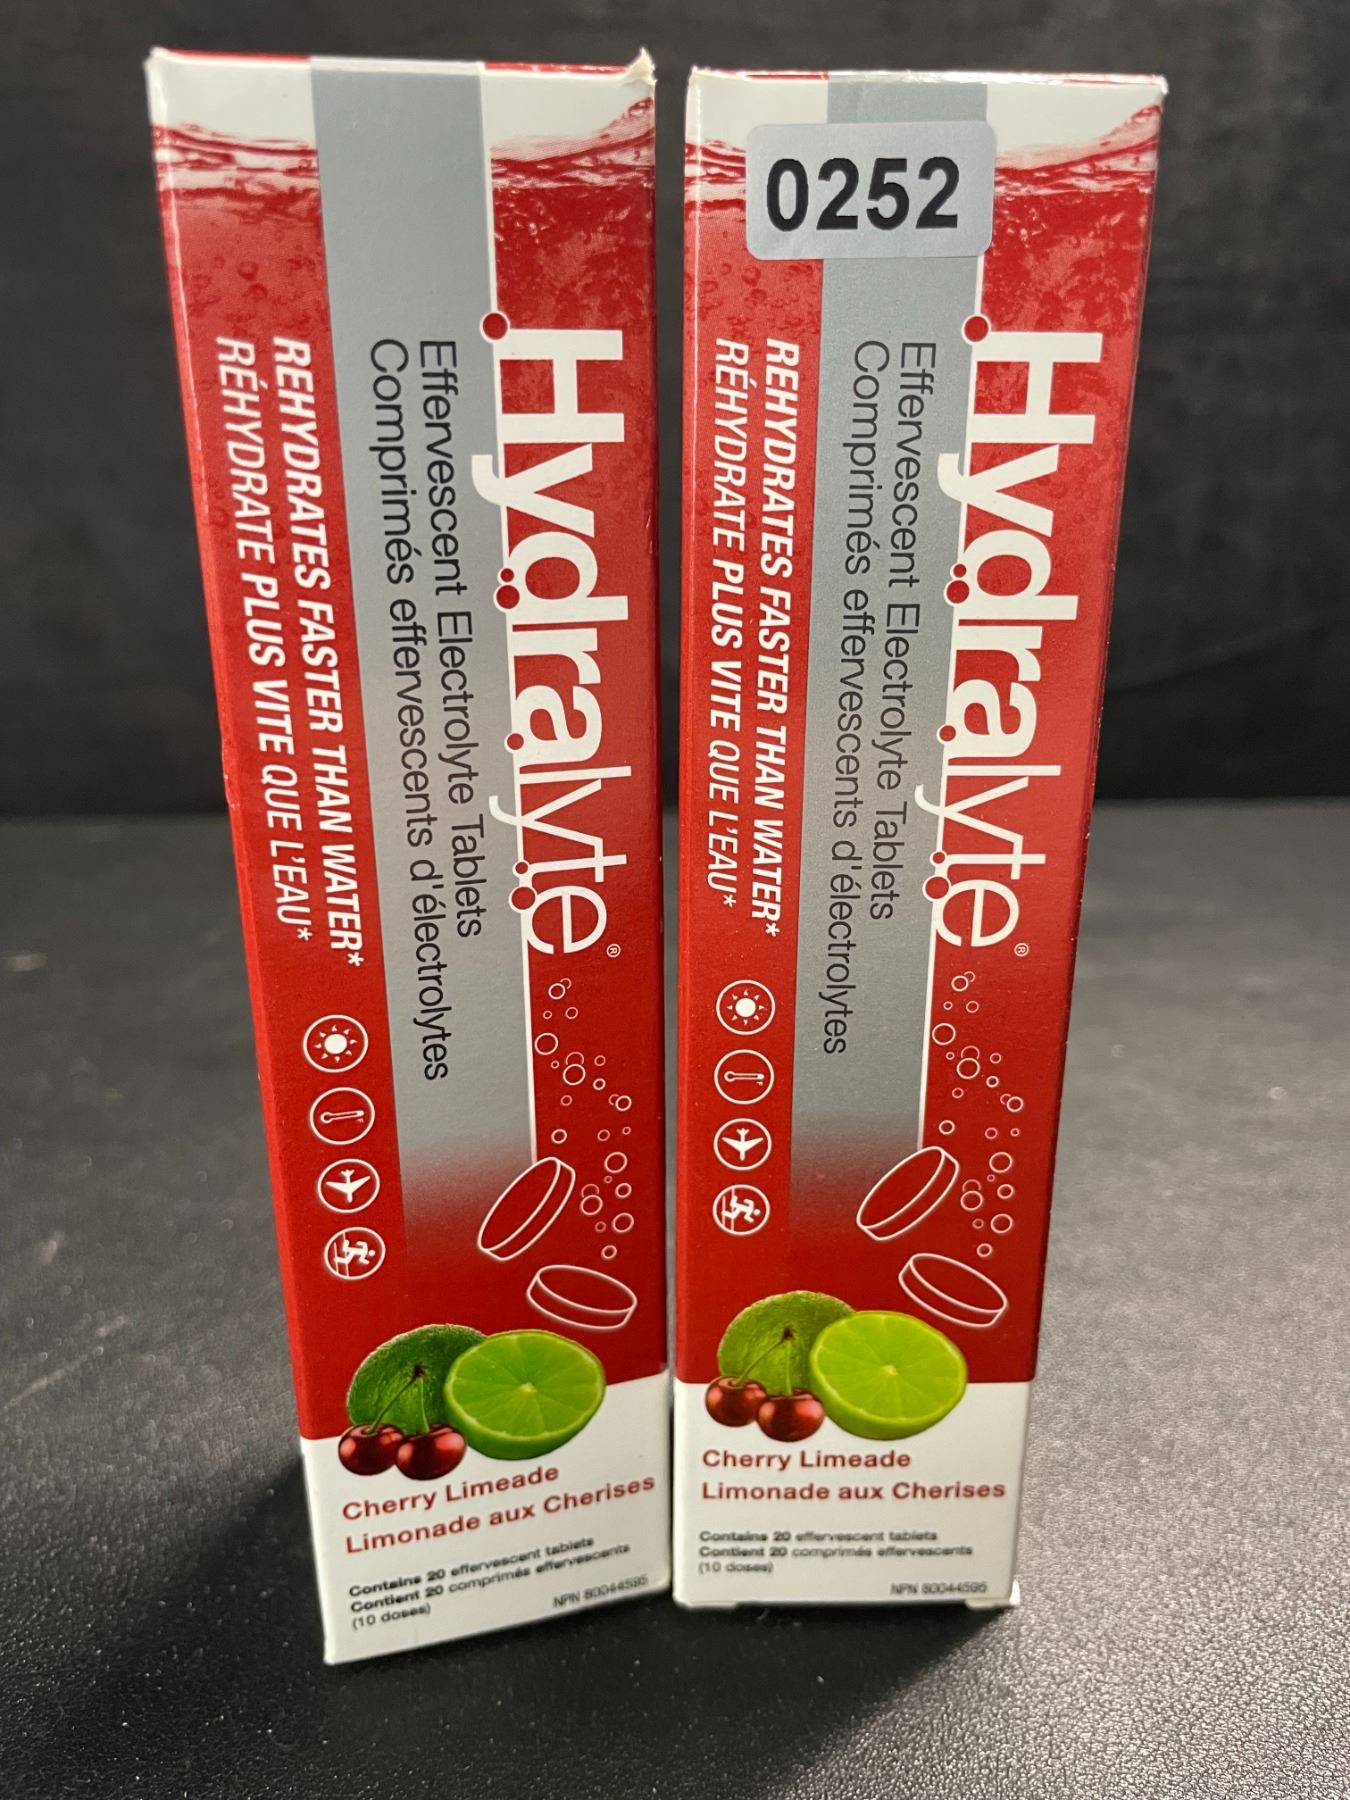 Hydralyte®
Effervescent Electrolyte Tablets
Comprimés effervescents d'électrolytes
REHYDRATES FASTER THAN WATER*
RÉHYDRATE PLUS VITE QUE L'EAU*
Cherry Limeade
Limonade aux Cherises
Contains 20 effervescent tablets
Contient 20 comprimés effervescents
(10 doses)
NPN 80044595
0252
Hydralyte®
Effervescent Electrolyte Tablets
Comprimés effervescents d'électrolytes
REHYDRATES FASTER THAN WATER*
RÉHYDRATE PLUS VITE QUE L'EAU*
Cherry Limeade
Limonade aux Cherises
Contains 20 effervescent tablets
Contient 20 comprimés effervescents
(10 doses)
NPN 80044595